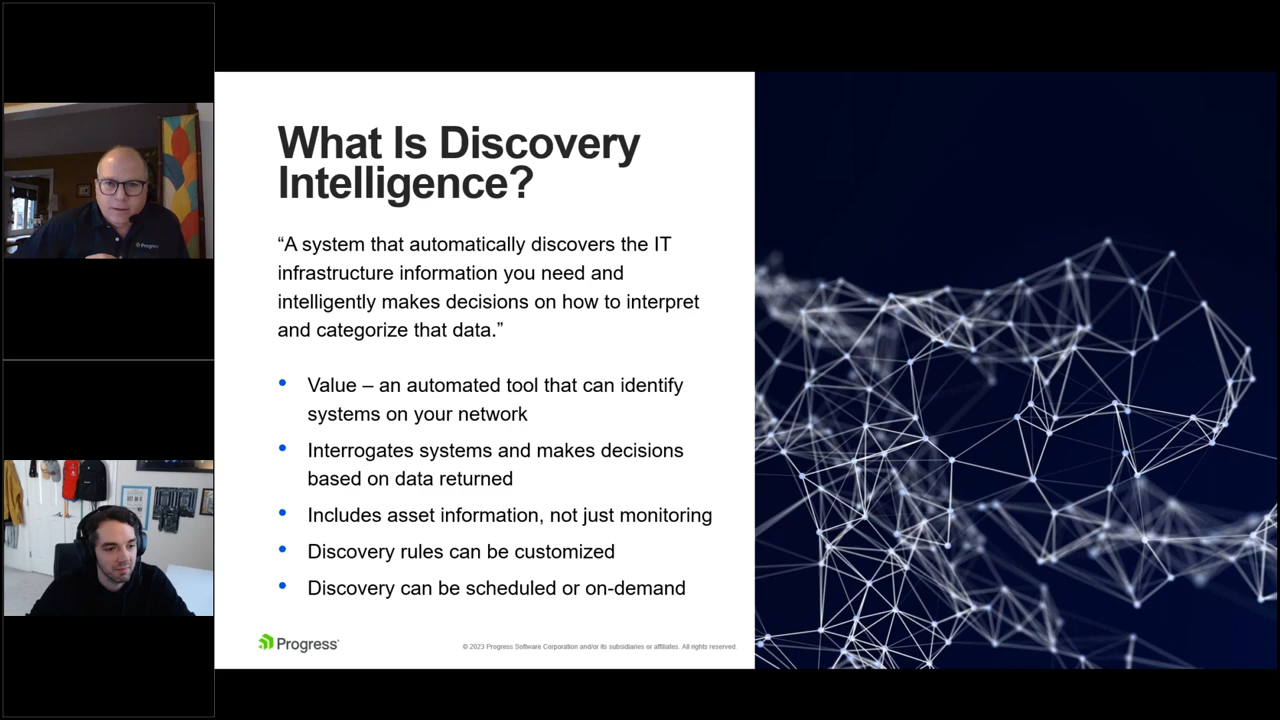 What Is Discovery
Intelligence?
“A system that automatically discovers the IT
infrastructure information you need and
intelligently makes decisions on how to interpret
and categorize that data.”
• Value – an automated tool that can identify
systems on your network
• Interrogates systems and makes decisions
based on data returned
• Includes asset information, not just monitoring
• Discovery rules can be customized
• Discovery can be scheduled or on-demand
Progress
© 2023 Progress Software Corporation and/or its subsidiaries or affiliates. All rights reserved.
Progress